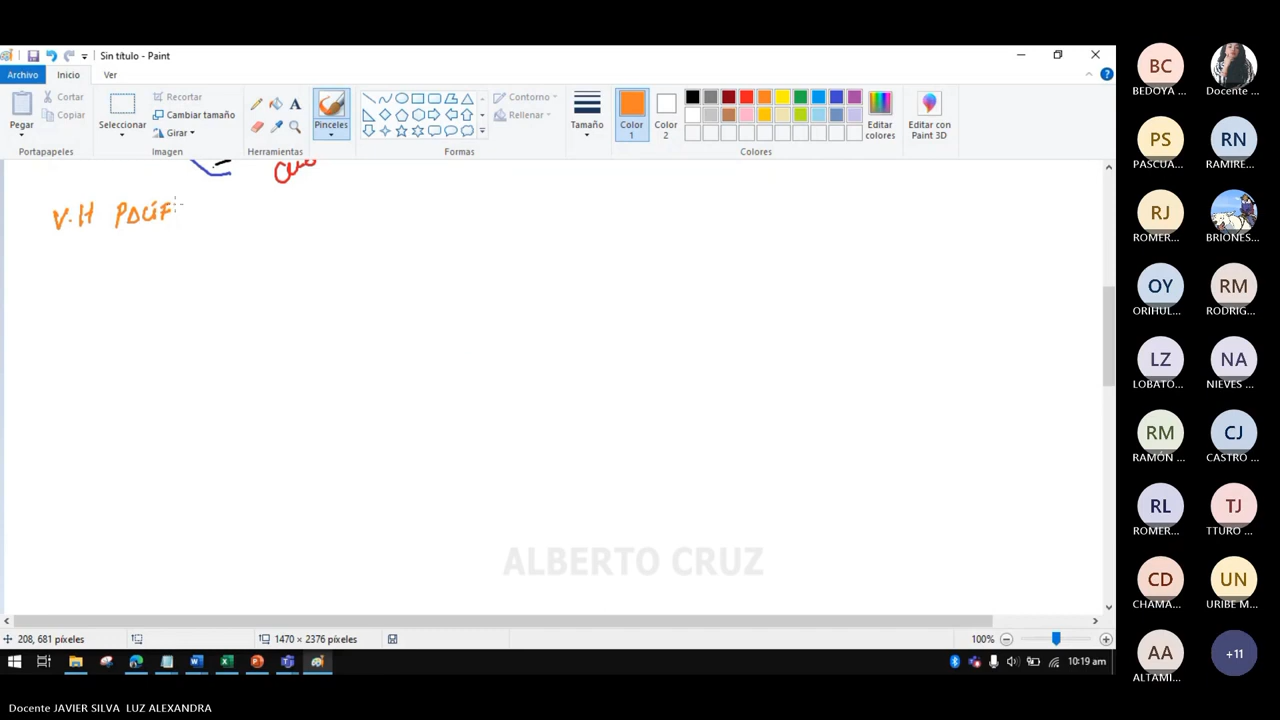 Sin título - Paint
Archivo Inicio Ver
Pegar
Cortar
Copiar
Portapapeles
Seleccionar
Recortar
Cambiar tamaño
Girar
Imagen
Herramientas
Pinceles
Contorno
Rellenar
Formas
Tamaño
Color 1
Color 2
Editar colores
Editar con Paint 3D
Colores
V.H PACÍF
ALBERTO CRUZ
208, 681 píxeles
1470 × 2376 píxeles
100%
10:19 am
BC
BEDOYA ...
Docente ...
PS
PASCUA...
RN
RAMIRE...
RJ
ROMER...
BRIONES...
OY
ORIHUL...
RM
RODRIG...
LZ
LOBATO...
NA
NIEVES ...
RM
RAMÓN ...
CJ
CASTRO ...
RL
ROMER...
TJ
TTURO ...
CD
CHAMA...
UN
URIBE M...
AA
ALTAMI...
+11
Docente JAVIER SILVA LUZ ALEXANDRA